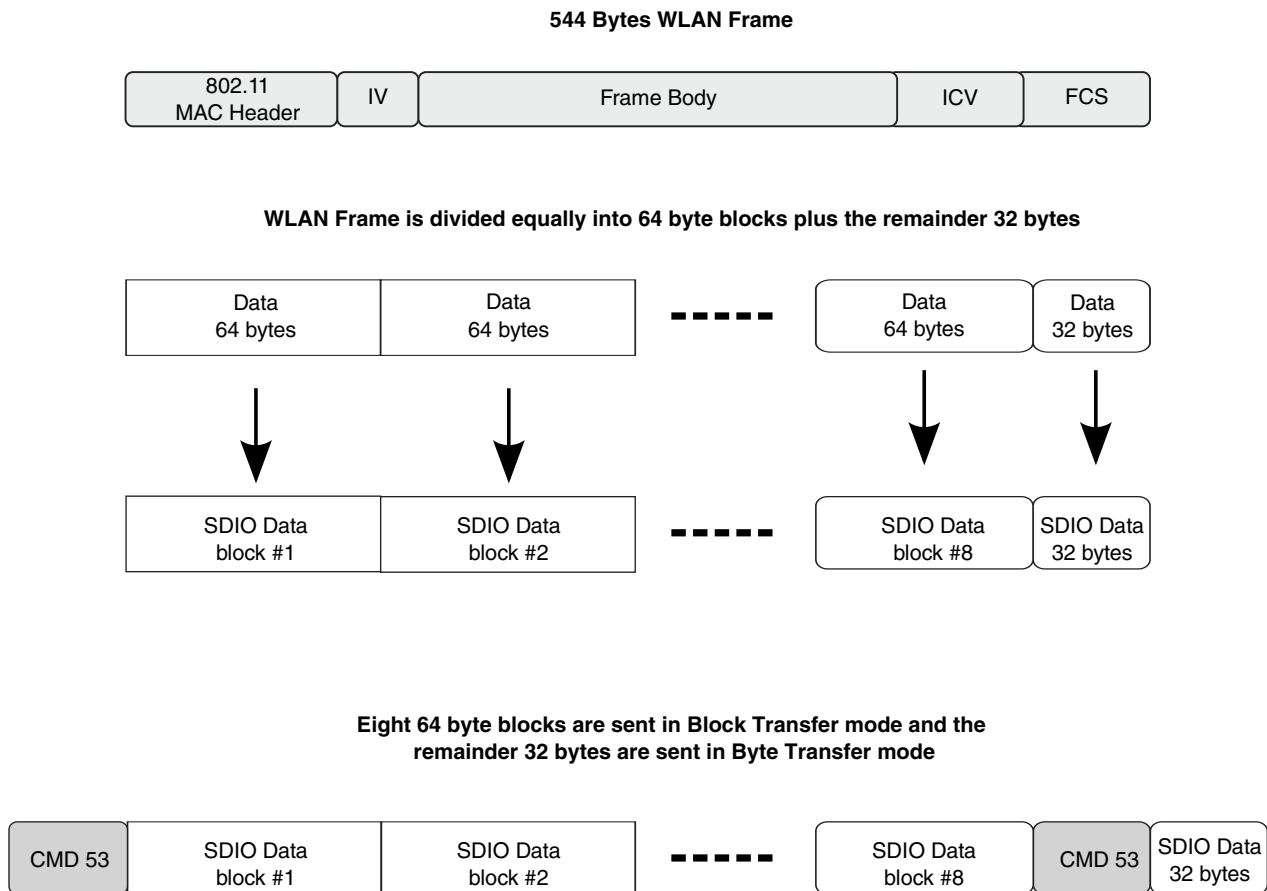 544 Bytes WLAN Frame
802.11
MAC Header
IV
Frame Body
ICV
FCS
WLAN Frame is divided equally into 64 byte blocks plus the remainder 32 bytes
Data
64 bytes
Data
64 bytes
Data
64 bytes
Data
32 bytes
SDIO Data
block #1
SDIO Data
block #2
SDIO Data
block #8
SDIO Data
32 bytes
Eight 64 byte blocks are sent in Block Transfer mode and the
remainder 32 bytes are sent in Byte Transfer mode
CMD 53
SDIO Data
block #1
SDIO Data
block #2
SDIO Data
block #8
CMD 53
SDIO Data
32 bytes